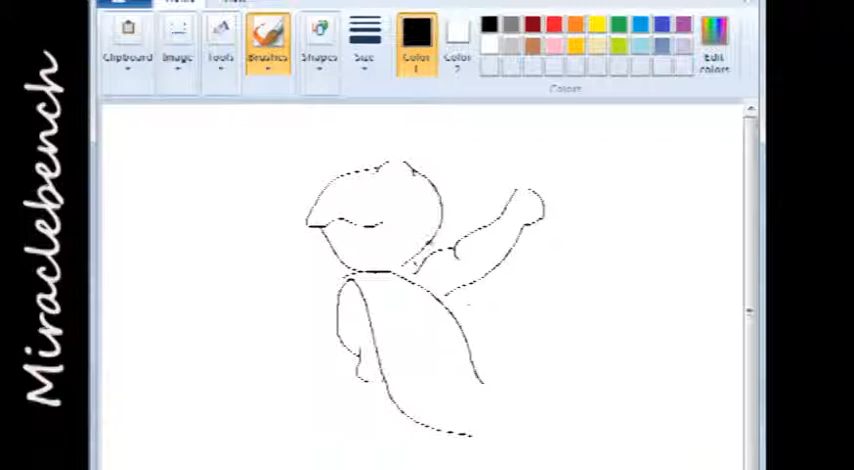 Miraclebench
Clipboard
Image
Tools
Brushes
Shapes
Size
Color
1
Color
2
Edit
colors
Colors